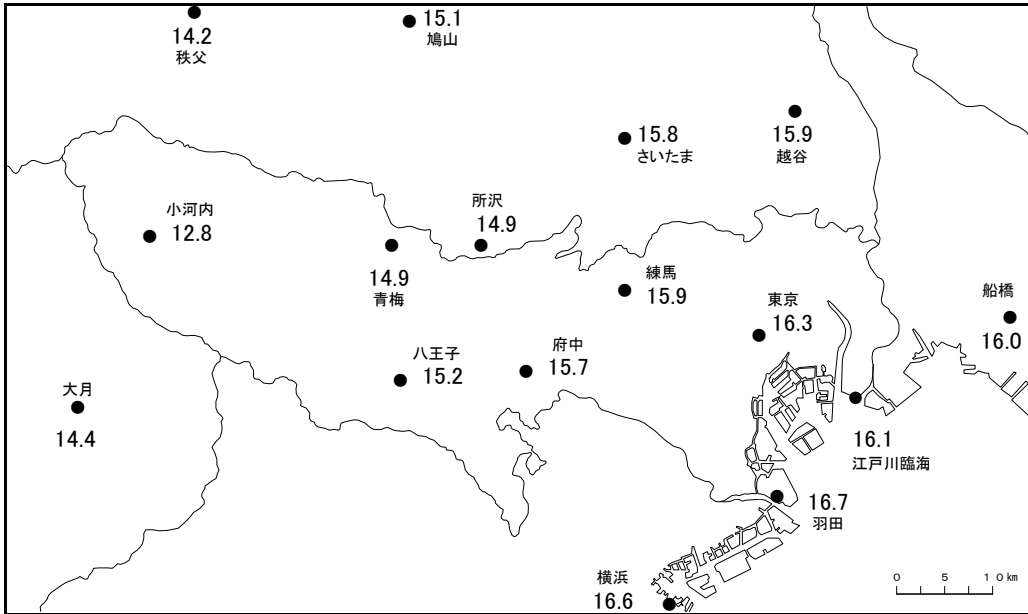 14.2
秩父
15.1
鳩山
15.8
さいたま
15.9
越谷
小河内
12.8
所沢
14.9
14.9
青梅
練馬
15.9
東京
16.3
船橋
16.0
八王子
15.2
府中
15.7
大月
14.4
16.1
江戸川臨海
16.7
羽田
横浜
16.6
0 5 10km